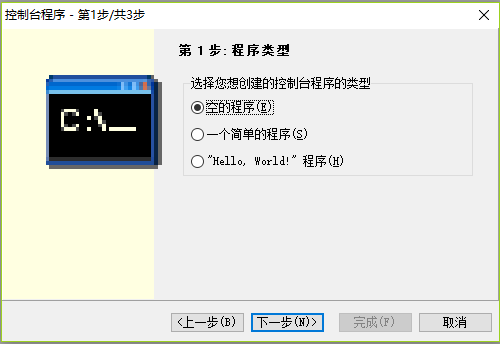 控制台程序 - 第1步/共3步
第 1 步: 程序类型
选择您想创建的控制台程序的类型
C:\_
空的程序(E)
一个简单的程序(S)
"Hello, World!" 程序(H)
<上一步(B)
下一步(N)>
完成(F)
取消